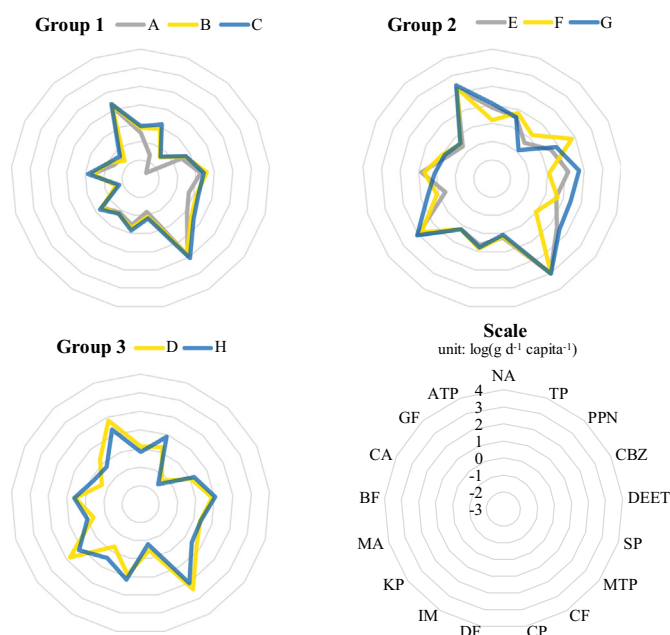 Group 1 A B C
Group 2 E F G
Group 3 D H
Scale
unit: log(g d⁻¹ capita⁻¹)
NA
ATP TP
GF PPN
CA CBZ
BF DEET
MA SP
KP MTP
IM CF
DF CP
4
3
2
1
0
-1
-2
-3